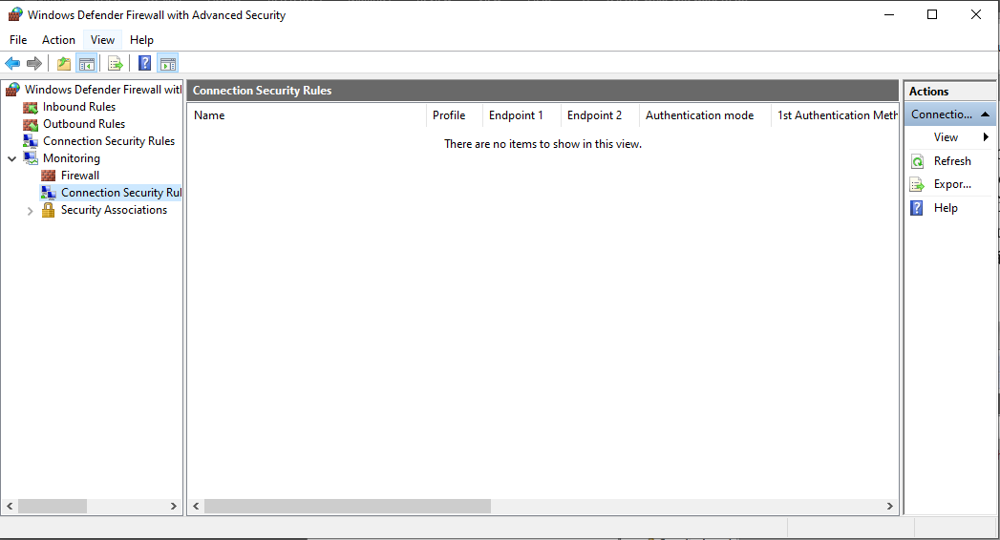 Windows Defender Firewall with Advanced Security
File Action View Help
Windows Defender Firewall witl
Inbound Rules
Outbound Rules
Connection Security Rules
Monitoring
Firewall
Connection Security Rul
Security Associations
Connection Security Rules
Name Profile Endpoint 1 Endpoint 2 Authentication mode 1st Authentication Meth
There are no items to show in this view.
Actions
Connectio...
View
Refresh
Expor...
Help